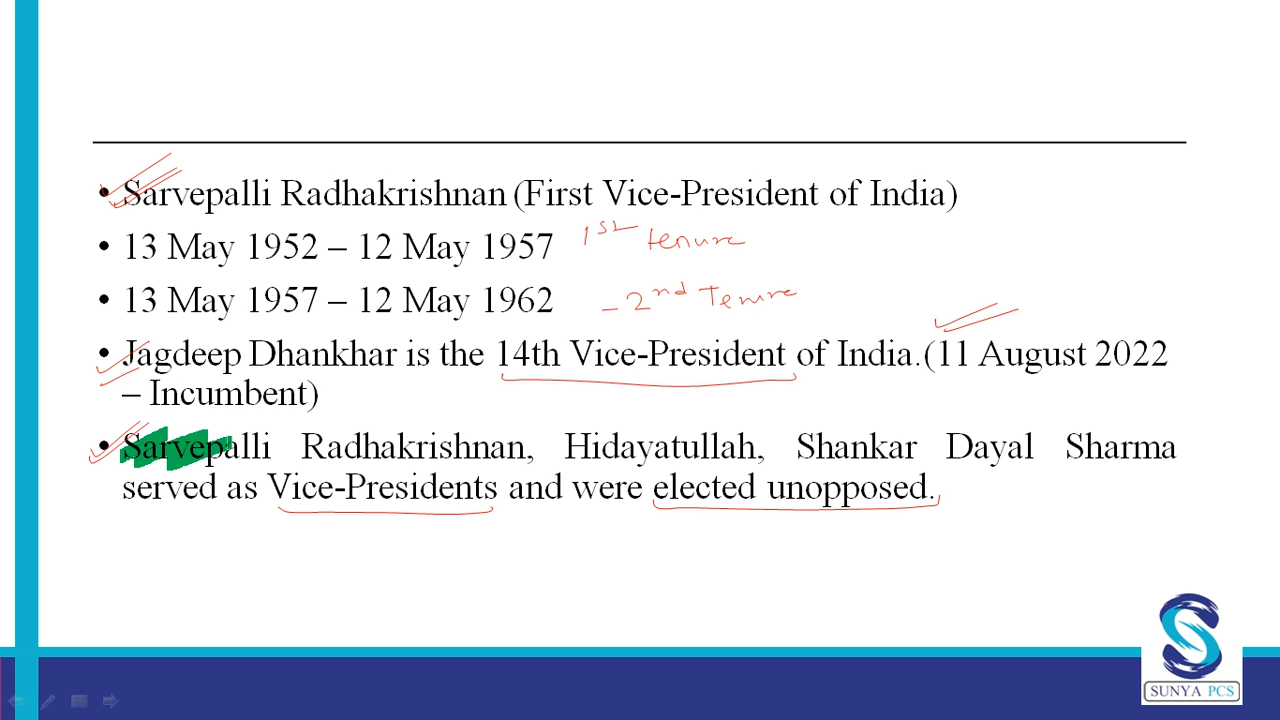 • Sarvepalli Radhakrishnan (First Vice-President of India)
• 13 May 1952 – 12 May 1957 1st tenure
• 13 May 1957 – 12 May 1962 – 2nd Tenure
• Jagdeep Dhankhar is the 14th Vice-President of India.(11 August 2022
– Incumbent)
• Sarvepalli Radhakrishnan, Hidayatullah, Shankar Dayal Sharma
served as Vice-Presidents and were elected unopposed.
SUNYA PCS